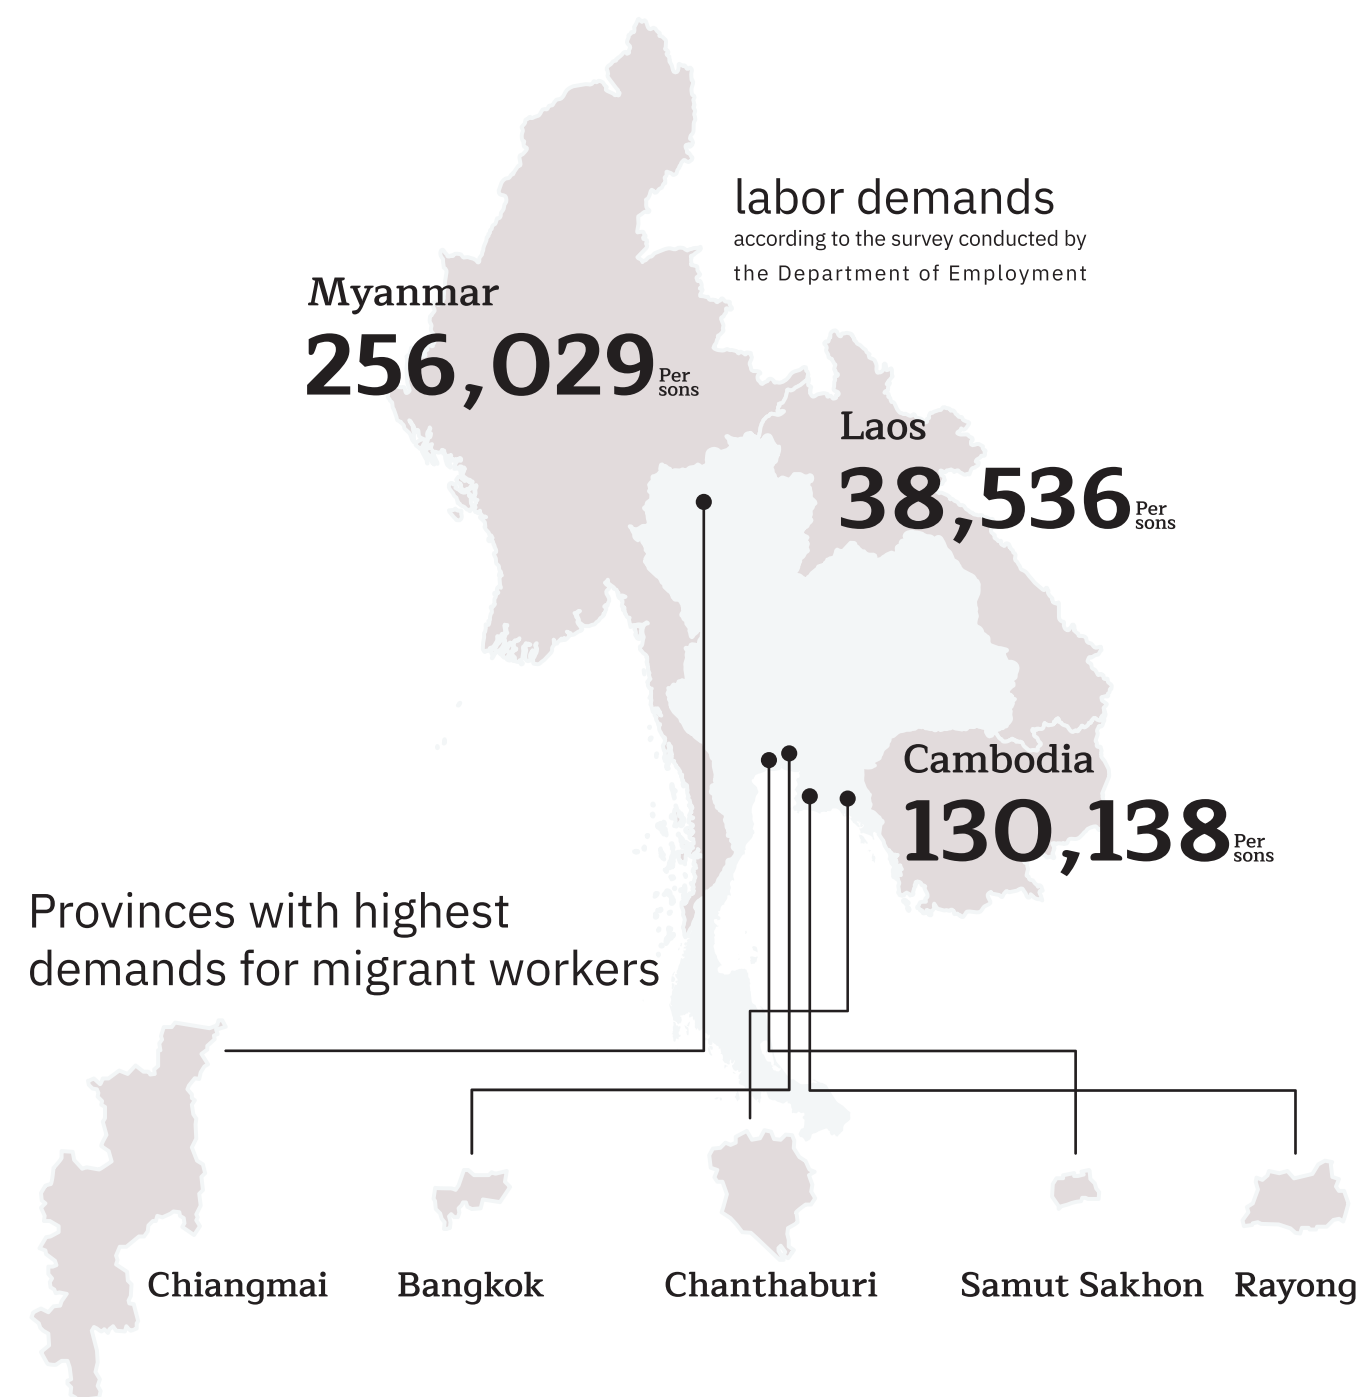 labor demands
according to the survey conducted by
the Department of Employment
Myanmar
256,029
Per
sons
Laos
38,536
Per
sons
Cambodia
130,138
Per
sons
Provinces with highest
demands for migrant workers
Chiangmai
Bangkok
Chanthaburi
Samut Sakhon
Rayong